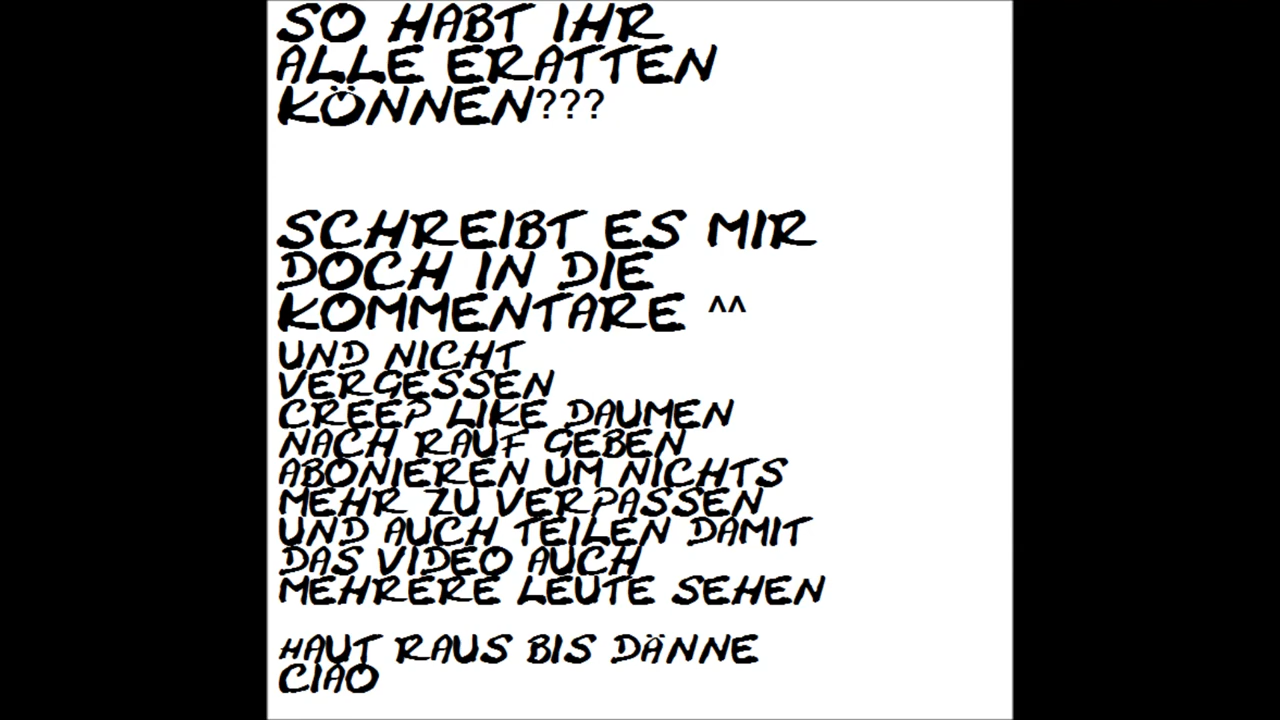 SO HABT IHR
ALLE ERATTEN
KÖNNEN???
SCHREIBT ES MIR
DOCH IN DIE
KOMMENTARE ^^
UND NICHT
VERGESSEN
CREEP LIKE DAUMEN
NACH RAUF GEBEN
ABONIEREN UM NICHTS
MEHR ZU VERPASSEN
UND AUCH TEILEN DAMIT
DAS VIDEO AUCH
MEHRERE LEUTE SEHEN
HAUT RAUS BIS DÄNNE
CIAO